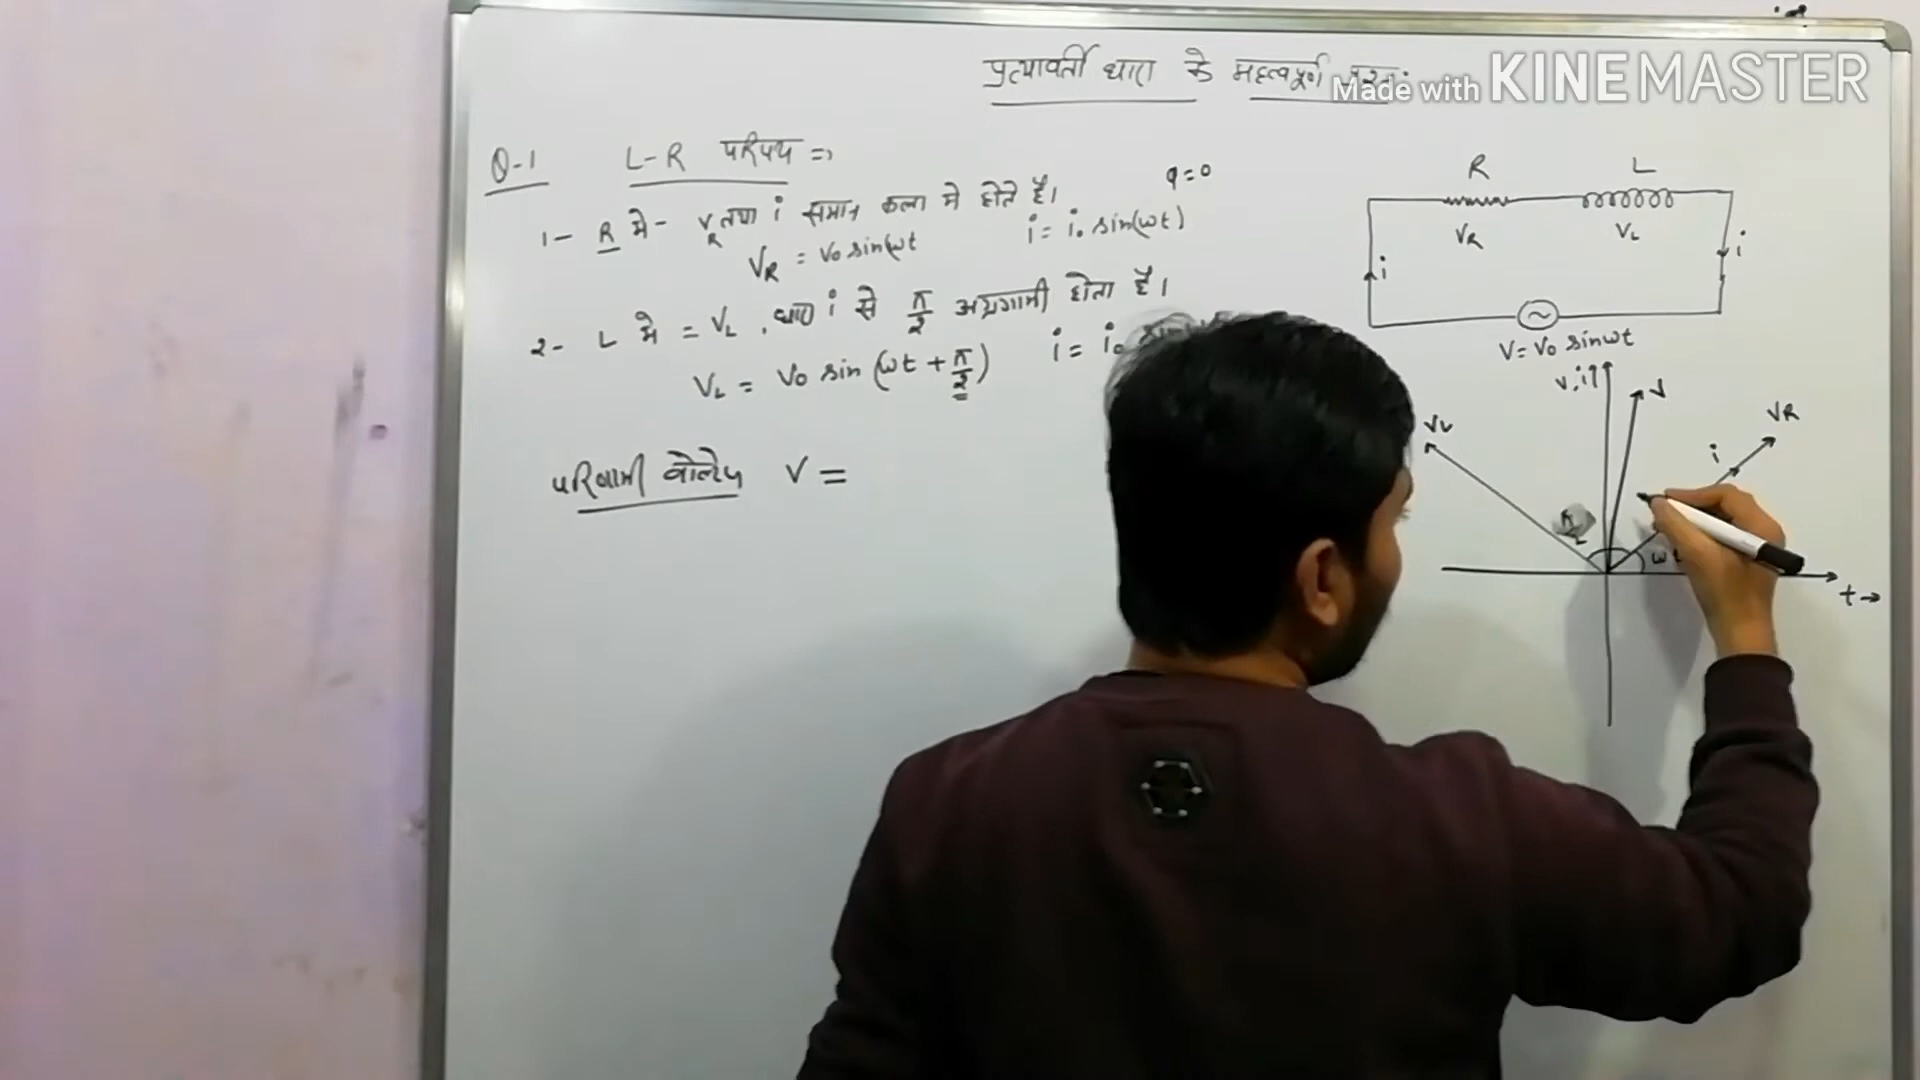 प्रत्यावर्ती धारा के महत्वपूर्ण
Made with KINEMASTER
Q-1 L-R परिपथ ⇒
1- R मे- V_R तथा i समान कला मे होते है। φ=0
V_R = V₀ sin(ωt i = i₀ sin(ωt)
2- L मे = V_L, धारा i से π/2 अग्रगामी होता है।
V_L = V₀ sin (ωt + π/2) i = i₀
परिणामी वोल्टेज V =
R L
V_R V_L
i i
V = V₀ sinωt
V,i↑ V
V_L V_R
i
π/2
ω
t→